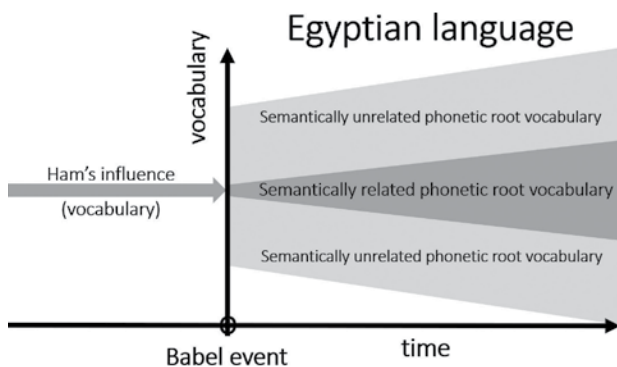 Egyptian language
vocabulary
Semantically unrelated phonetic root vocabulary
Ham's influence
(vocabulary)
Semantically related phonetic root vocabulary
Semantically unrelated phonetic root vocabulary
Babel event
time